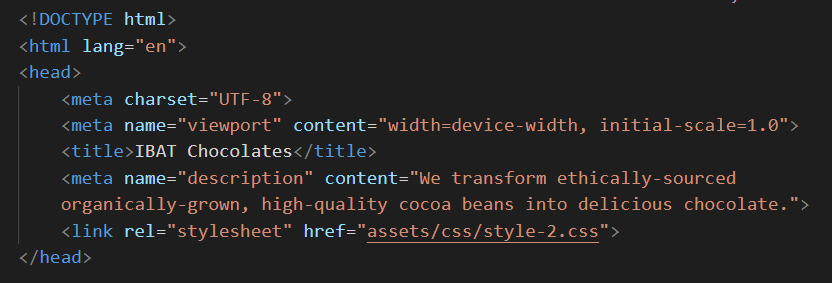 <!DOCTYPE html>
<html lang="en">
<head>
<meta charset="UTF-8">
<meta name="viewport" content="width=device-width, initial-scale=1.0">
<title>IBAT Chocolates</title>
<meta name="description" content="We transform ethically-sourced
organically-grown, high-quality cocoa beans into delicious chocolate.">
<link rel="stylesheet" href="assets/css/style-2.css">
</head>